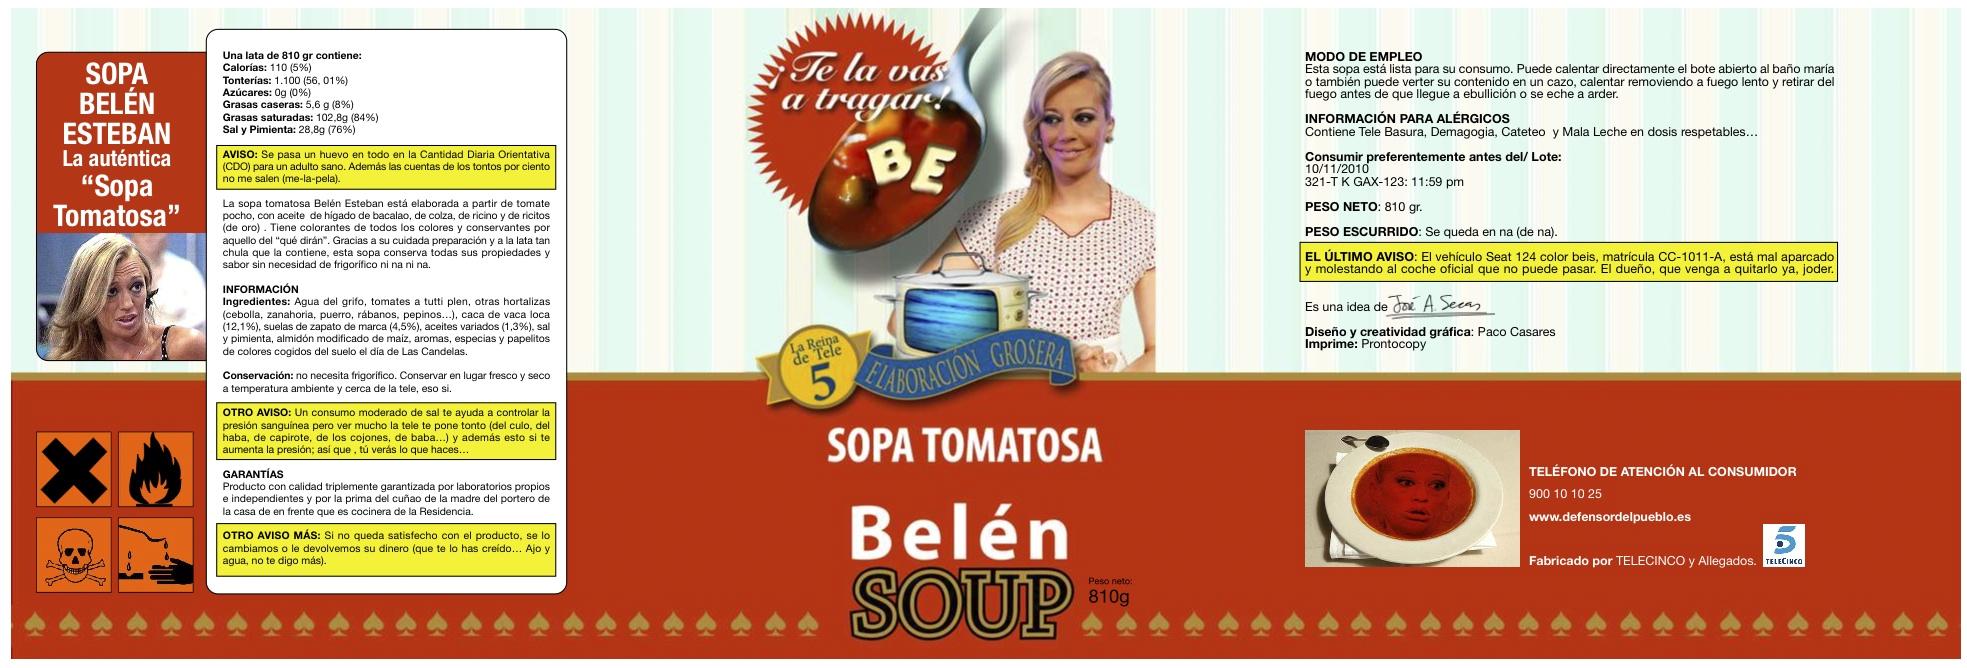 SOPA
BELÉN
ESTEBAN
La auténtica
“Sopa
Tomatosa”
Una lata de 810 gr contiene:
Calorías: 110 (5%)
Tonterías: 1.100 (56, 01%)
Azúcares: 0g (0%)
Grasas caseras: 5,6 g (8%)
Grasas saturadas: 102,8g (84%)
Sal y Pimienta: 28,8g (76%)
AVISO: Se pasa un huevo en todo en la Cantidad Diaria Orientativa
(CDO) para un adulto sano. Además las cuentas de los tontos por ciento
no me salen (me-la-pela).
La sopa tomatosa Belén Esteban está elaborada a partir de tomate
pocho, con aceite de hígado de bacalao, de colza, de ricino y de ricitos
(de oro) . Tiene colorantes de todos los colores y conservantes por
aquello del “qué dirán”. Gracias a su cuidada preparación y a la lata tan
chula que la contiene, esta sopa conserva todas sus propiedades y
sabor sin necesidad de frigorífico ni na ni na.
INFORMACIÓN
Ingredientes: Agua del grifo, tomates a tutti plen, otras hortalizas
(cebolla, zanahoria, puerro, rábanos, pepinos…), caca de vaca loca
(12,1%), suelas de zapato de marca (4,5%), aceites variados (1,3%), sal
y pimienta, almidón modificado de maíz, aromas, especias y papelitos
de colores cogidos del suelo el día de Las Candelas.
Conservación: no necesita frigorífico. Conservar en lugar fresco y seco
a temperatura ambiente y cerca de la tele, eso si.
OTRO AVISO: Un consumo moderado de sal te ayuda a controlar la
presión sanguínea pero ver mucho la tele te pone tonto (del culo, del
haba, de capirote, de los cojones, de baba…) y además esto si te
aumenta la presión; así que , tú verás lo que haces…
GARANTÍAS
Producto con calidad triplemente garantizada por laboratorios propios
e independientes y por la prima del cuñao de la madre del portero de
la casa de en frente que es cocinera de la Residencia.
OTRO AVISO MÁS: Si no queda satisfecho con el producto, se lo
cambiamos o le devolvemos su dinero (que te lo has creído… Ajo y
agua, no te digo más).
¡Te la vas
a tragar!
BE
La Reina
de Tele
5
ELABORACIÓN GROSERA
SOPA TOMATOSA
Belén
SOUP
Peso neto:
810g
MODO DE EMPLEO
Esta sopa está lista para su consumo. Puede calentar directamente el bote abierto al baño maría
o también puede verter su contenido en un cazo, calentar removiendo a fuego lento y retirar del
fuego antes de que llegue a ebullición o se eche a arder.
INFORMACIÓN PARA ALÉRGICOS
Contiene Tele Basura, Demagogia, Cateteo y Mala Leche en dosis respetables…
Consumir preferentemente antes del/ Lote:
10/11/2010
321-T K GAX-123: 11:59 pm
PESO NETO: 810 gr.
PESO ESCURRIDO: Se queda en na (de na).
EL ÚLTIMO AVISO: El vehículo Seat 124 color beis, matrícula CC-1011-A, está mal aparcado
y molestando al coche oficial que no puede pasar. El dueño, que venga a quitarlo ya, joder.
Es una idea de José A. Secas
Diseño y creatividad gráfica: Paco Casares
Imprime: Prontocopy
TELÉFONO DE ATENCIÓN AL CONSUMIDOR
900 10 10 25
www.defensordelpueblo.es
Fabricado por TELECINCO y Allegados.
5
TELECINCO